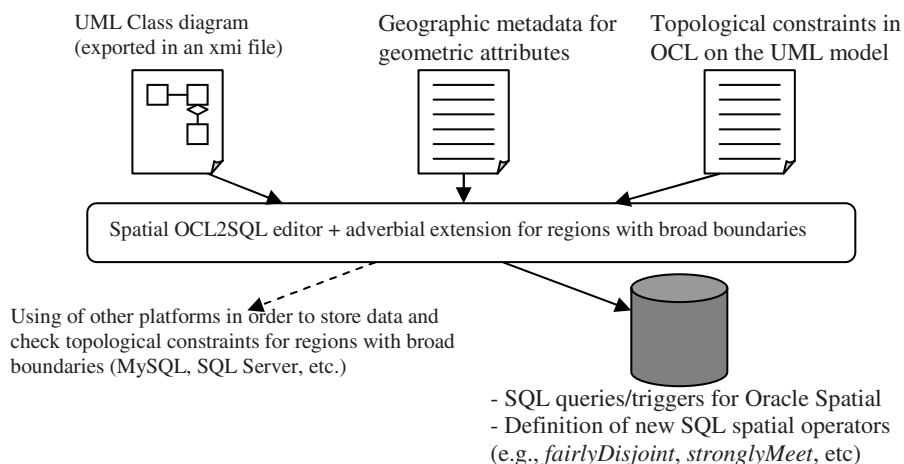 UML Class diagram
(exported in an xmi file)
Geographic metadata for
geometric attributes
Topological constraints in
OCL on the UML model
Spatial OCL2SQL editor + adverbial extension for regions with broad boundaries
Using of other platforms in order to store data and
check topological constraints for regions with broad
boundaries (MySQL, SQL Server, etc.)
- SQL queries/triggers for Oracle Spatial
- Definition of new SQL spatial operators
(e.g., fairlyDisjoint, stronglyMeet, etc)